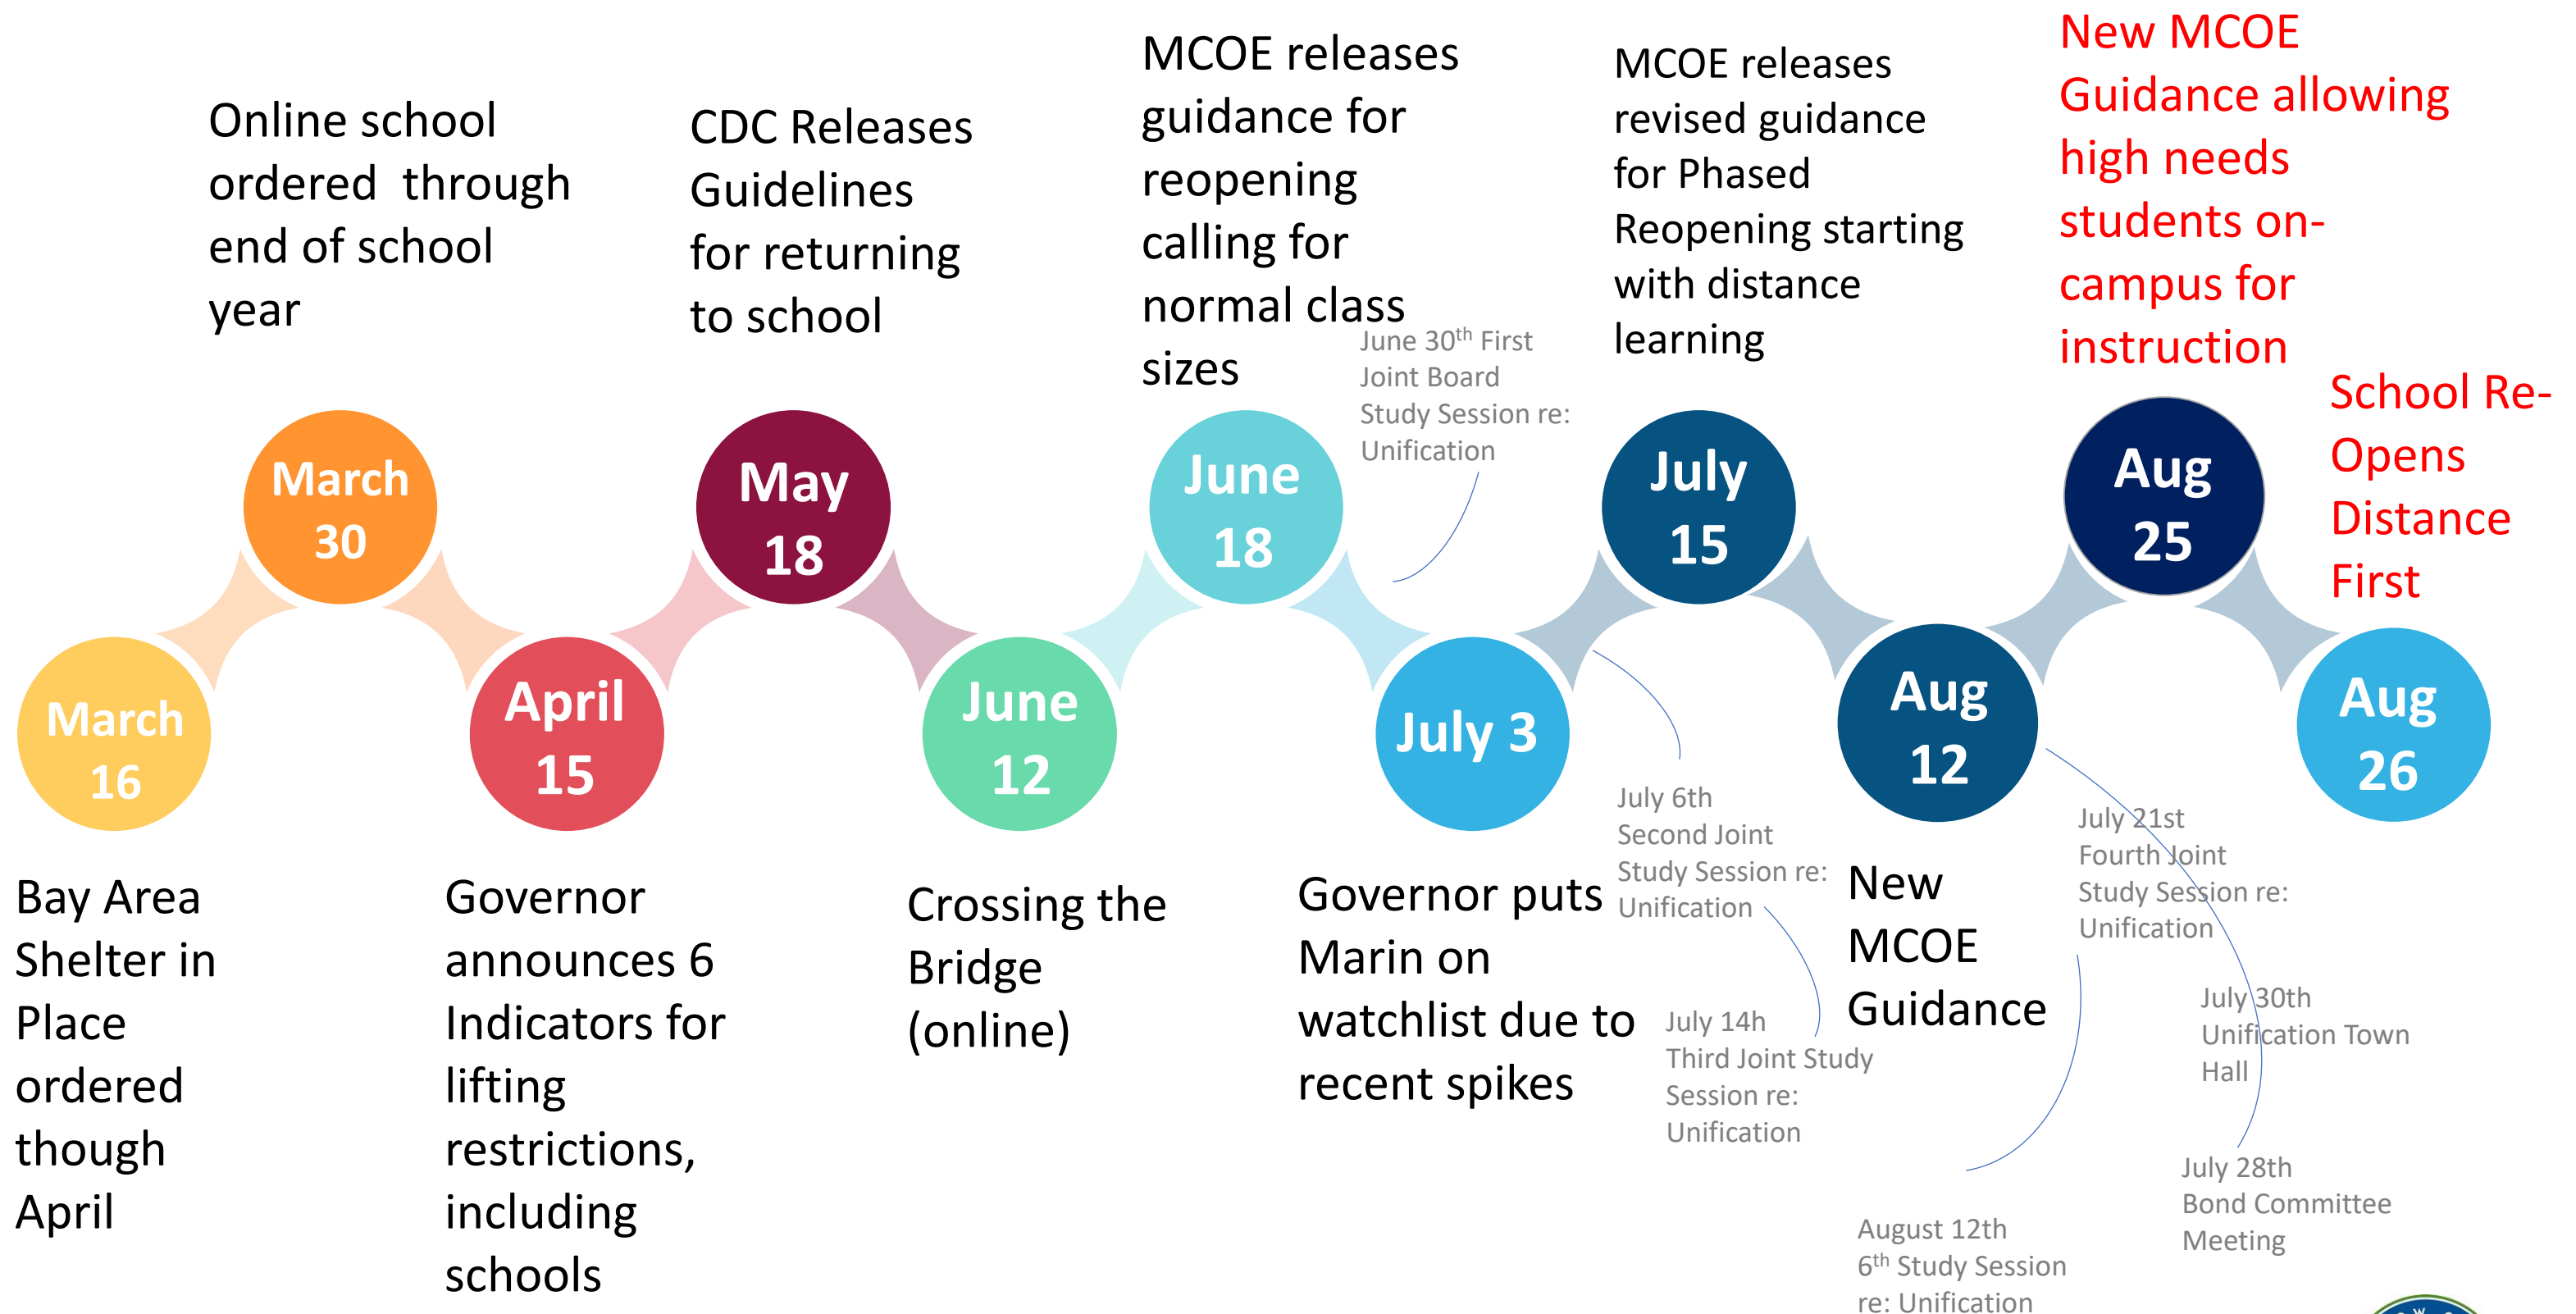 Online school
ordered  through
end of school
year
CDC Releases
Guidelines
for returning
to school
MCOE releases
guidance for
reopening
calling for
normal class
sizes
June 30th First
Joint Board
Study Session re:
Unification
MCOE releases
revised guidance
for Phased
Reopening starting
with distance
learning
New MCOE
Guidance allowing
high needs
students on-
campus for
instruction
School Re-
Opens
Distance
First
March
30
May
18
June
18
July
15
Aug
25
March
16
April
15
June
12
July 3
Aug
12
Aug
26
Bay Area
Shelter in
Place
ordered
though
April
Governor
announces 6
Indicators for
lifting
restrictions,
including
schools
Crossing the
Bridge
(online)
Governor puts
Marin on
watchlist due to
recent spikes
July 6th
Second Joint
Study Session re:
Unification
July 14h
Third Joint Study
Session re:
Unification
New
MCOE
Guidance
July 21st
Fourth Joint
Study Session re:
Unification
July 30th
Unification Town
Hall
July 28th
Bond Committee
Meeting
August 12th
6th Study Session
re: Unification